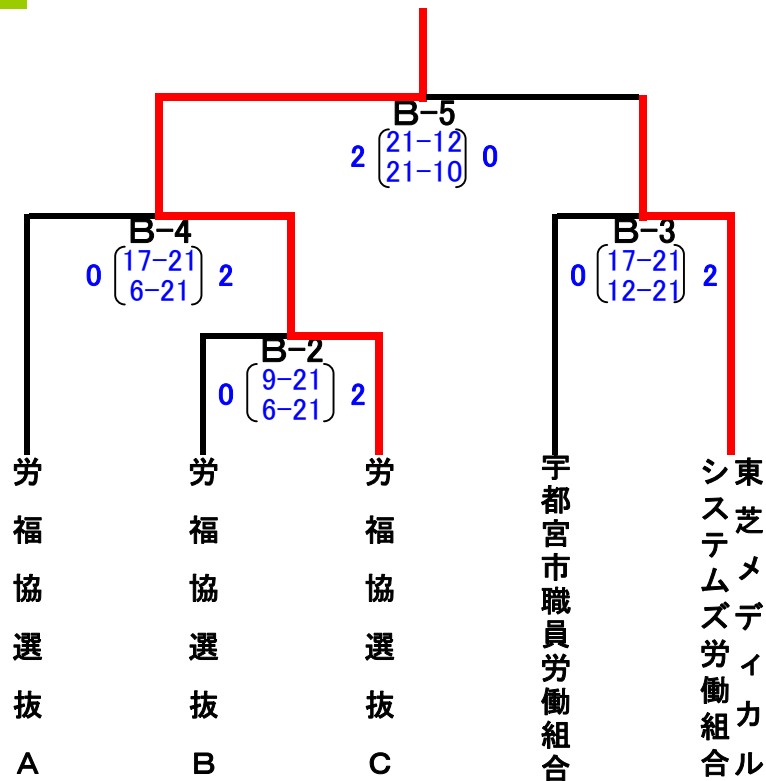 B-5
2 21-12 0
21-10
B-4
0 17-21 2
6-21
B-3
0 17-21 2
12-21
B-2
0 9-21 2
6-21
労福協選抜A
労福協選抜B
労福協選抜C
宇都宮市職員労働組合
東芝メディカル
システムズ労働組合